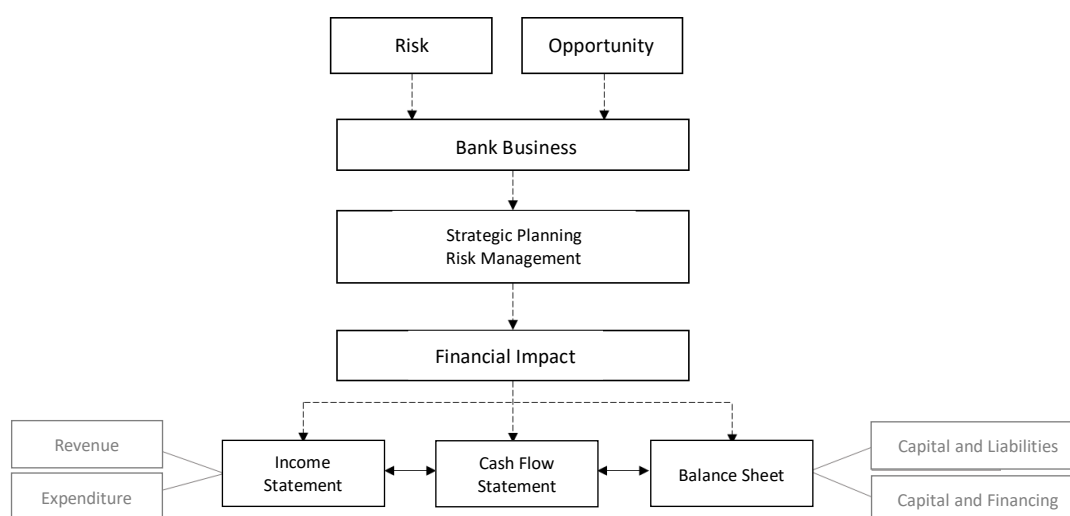 Risk
Opportunity
Bank Business
Strategic Planning
Risk Management
Financial Impact
Revenue
Expenditure
Income
Statement
Cash Flow
Statement
Balance Sheet
Capital and Liabilities
Capital and Financing